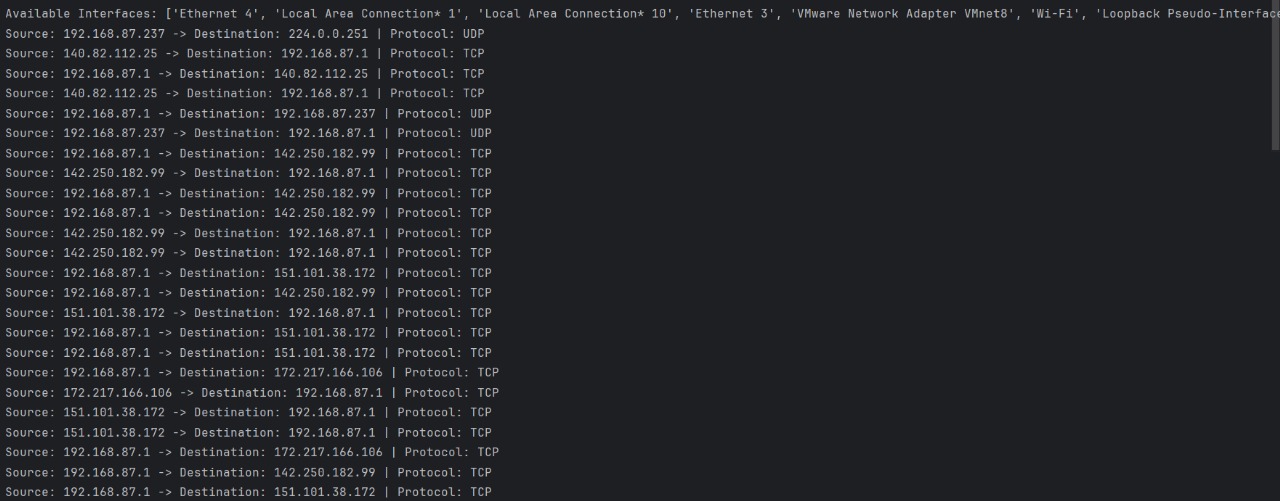 Available Interfaces: ['Ethernet 4', 'Local Area Connection* 1', 'Local Area Connection* 10', 'Ethernet 3', 'VMware Network Adapter VMnet8', 'Wi-Fi', 'Loopback Pseudo-Interface
Source: 192.168.87.237 -> Destination: 224.0.0.251 | Protocol: UDP
Source: 140.82.112.25 -> Destination: 192.168.87.1 | Protocol: TCP
Source: 192.168.87.1 -> Destination: 140.82.112.25 | Protocol: TCP
Source: 140.82.112.25 -> Destination: 192.168.87.1 | Protocol: TCP
Source: 192.168.87.1 -> Destination: 192.168.87.237 | Protocol: UDP
Source: 192.168.87.237 -> Destination: 192.168.87.1 | Protocol: UDP
Source: 192.168.87.1 -> Destination: 142.250.182.99 | Protocol: TCP
Source: 142.250.182.99 -> Destination: 192.168.87.1 | Protocol: TCP
Source: 192.168.87.1 -> Destination: 142.250.182.99 | Protocol: TCP
Source: 192.168.87.1 -> Destination: 142.250.182.99 | Protocol: TCP
Source: 142.250.182.99 -> Destination: 192.168.87.1 | Protocol: TCP
Source: 142.250.182.99 -> Destination: 192.168.87.1 | Protocol: TCP
Source: 192.168.87.1 -> Destination: 151.101.38.172 | Protocol: TCP
Source: 192.168.87.1 -> Destination: 142.250.182.99 | Protocol: TCP
Source: 151.101.38.172 -> Destination: 192.168.87.1 | Protocol: TCP
Source: 192.168.87.1 -> Destination: 151.101.38.172 | Protocol: TCP
Source: 192.168.87.1 -> Destination: 151.101.38.172 | Protocol: TCP
Source: 192.168.87.1 -> Destination: 172.217.166.106 | Protocol: TCP
Source: 172.217.166.106 -> Destination: 192.168.87.1 | Protocol: TCP
Source: 151.101.38.172 -> Destination: 192.168.87.1 | Protocol: TCP
Source: 151.101.38.172 -> Destination: 192.168.87.1 | Protocol: TCP
Source: 192.168.87.1 -> Destination: 172.217.166.106 | Protocol: TCP
Source: 192.168.87.1 -> Destination: 142.250.182.99 | Protocol: TCP
Source: 192.168.87.1 -> Destination: 151.101.38.172 | Protocol: TCP